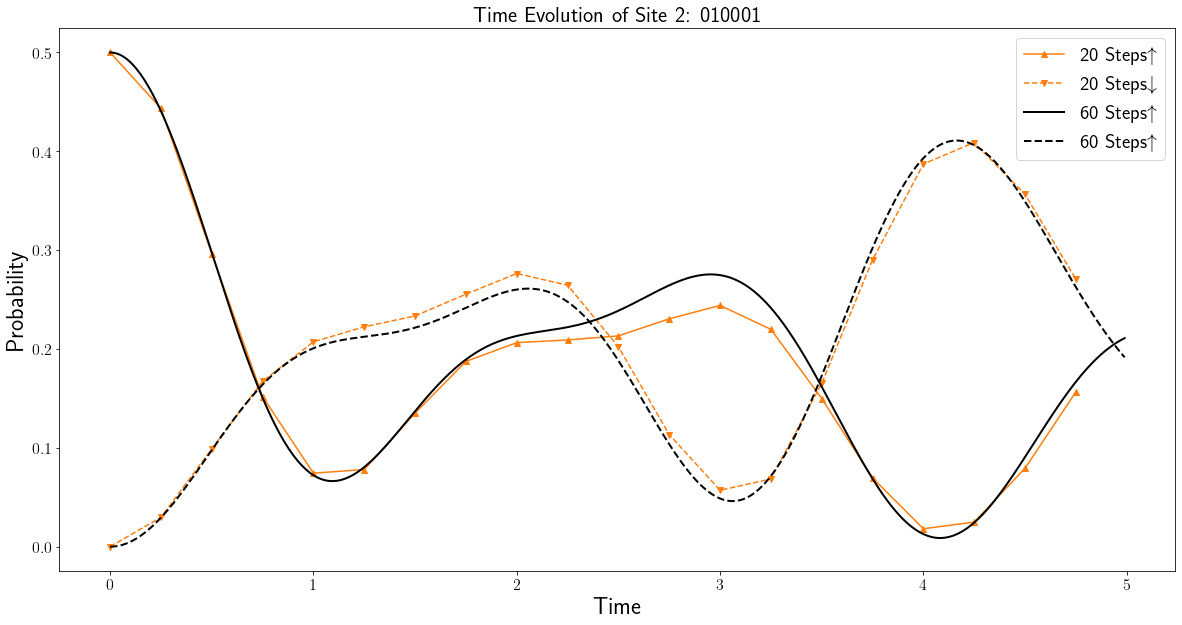 Time Evolution of Site 2: 010001
20 Steps↑
20 Steps↓
60 Steps↑
60 Steps↑
0.5
0.4
0.3
0.2
0.1
0.0
Probability
0 1 2 3 4 5
Time